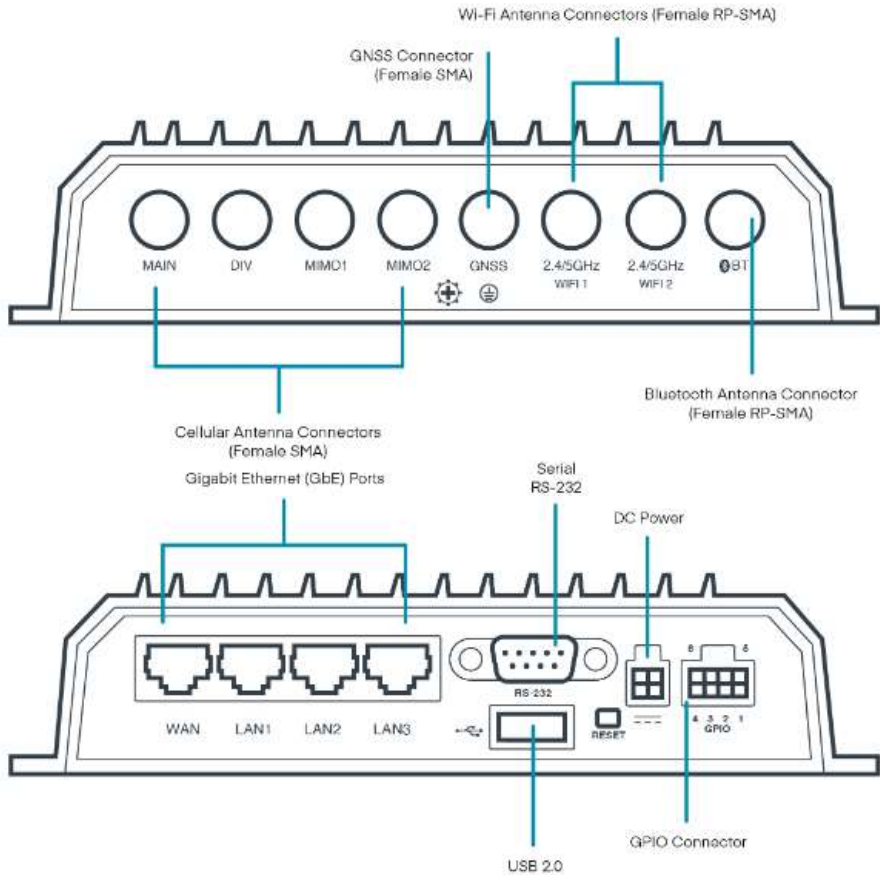 Wi-Fi Antenna Connectors (Female RP-SMA)
GNSS Connector
(Female SMA)
MAIN
DIV
MIMO1
MIMO2
GNSS
2.4/5GHz
WIFI 1
2.4/5GHz
WIFI 2
BT
Bluetooth Antenna Connector
(Female RP-SMA)
Cellular Antenna Connectors
(Female SMA)
Gigabit Ethernet (GbE) Ports
Serial
RS-232
DC Power
WAN
LAN1
LAN2
LAN3
RS-232
RESET
4 3 2 1
GPIO
GPIO Connector
USB 2.0